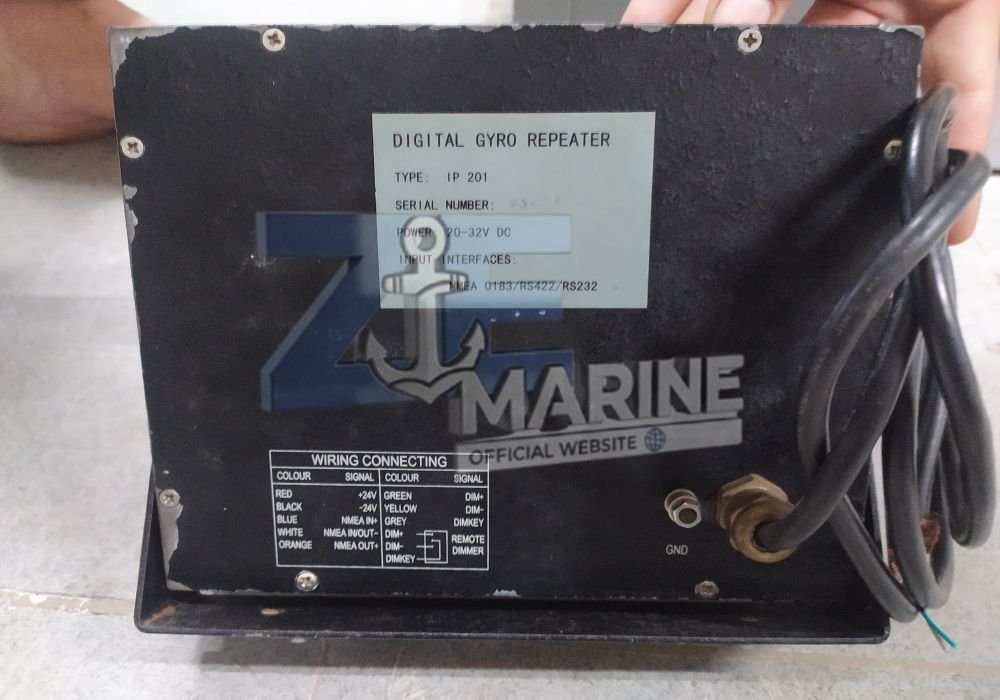 DIGITAL GYRO REPEATER
TYPE: IP 201
SERIAL NUMBER:
POWER 20-32V DC
INPUT INTERFACES:
NMEA 0183/RS422/RS232
ZE
MARINE
OFFICIAL WEBSITE
WIRING CONNECTING
COLOUR SIGNAL COLOUR SIGNAL
RED +24V GREEN DIM+
BLACK -24V YELLOW DIM-
BLUE NMEA IN+ GREY DIMKEY
WHITE NMEA IN/OUT- DIM+ REMOTE
ORANGE NMEA OUT+ DIM- DIMMER
DIMKEY
GND